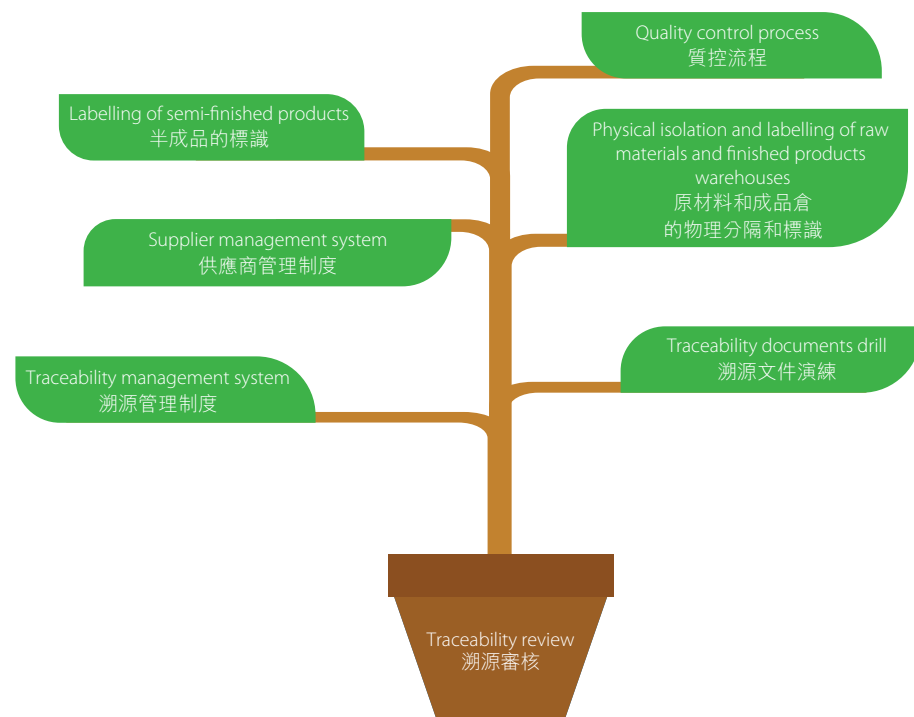 Quality control process
質控流程
Labelling of semi-finished products
半成品的標識
Physical isolation and labelling of raw
materials and finished products
warehouses
原材料和成品倉
的物理分隔和標識
Supplier management system
供應商管理制度
Traceability documents drill
溯源文件演練
Traceability management system
溯源管理制度
Traceability review
溯源審核